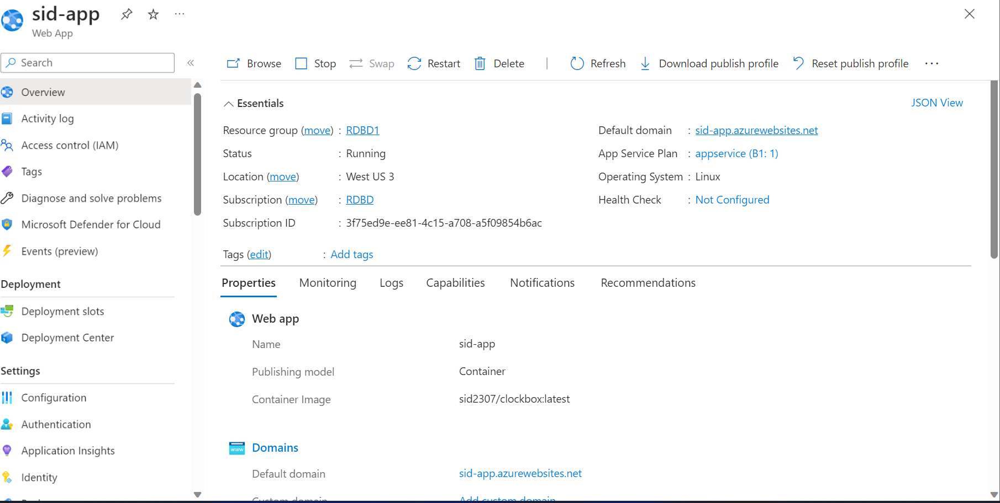 sid-app
Web App
Search
Browse
Stop
Swap
Restart
Delete
Refresh
Download publish profile
Reset publish profile
Overview
Activity log
Access control (IAM)
Tags
Diagnose and solve problems
Microsoft Defender for Cloud
Events (preview)
Deployment
Deployment slots
Deployment Center
Settings
Configuration
Authentication
Application Insights
Identity
Essentials
JSON View
Resource group (move) : RDBD1
Status : Running
Location (move) : West US 3
Subscription (move) : RDBD
Subscription ID : 3f75ed9e-ee81-4c15-a708-a5f09854b6ac
Default domain : sid-app.azurewebsites.net
App Service Plan : appservice (B1: 1)
Operating System : Linux
Health Check : Not Configured
Tags (edit) : Add tags
Properties
Monitoring
Logs
Capabilities
Notifications
Recommendations
Web app
Name sid-app
Publishing model Container
Container Image sid2307/clockbox:latest
www
Domains
Default domain sid-app.azurewebsites.net
Custom domain Add custom domain